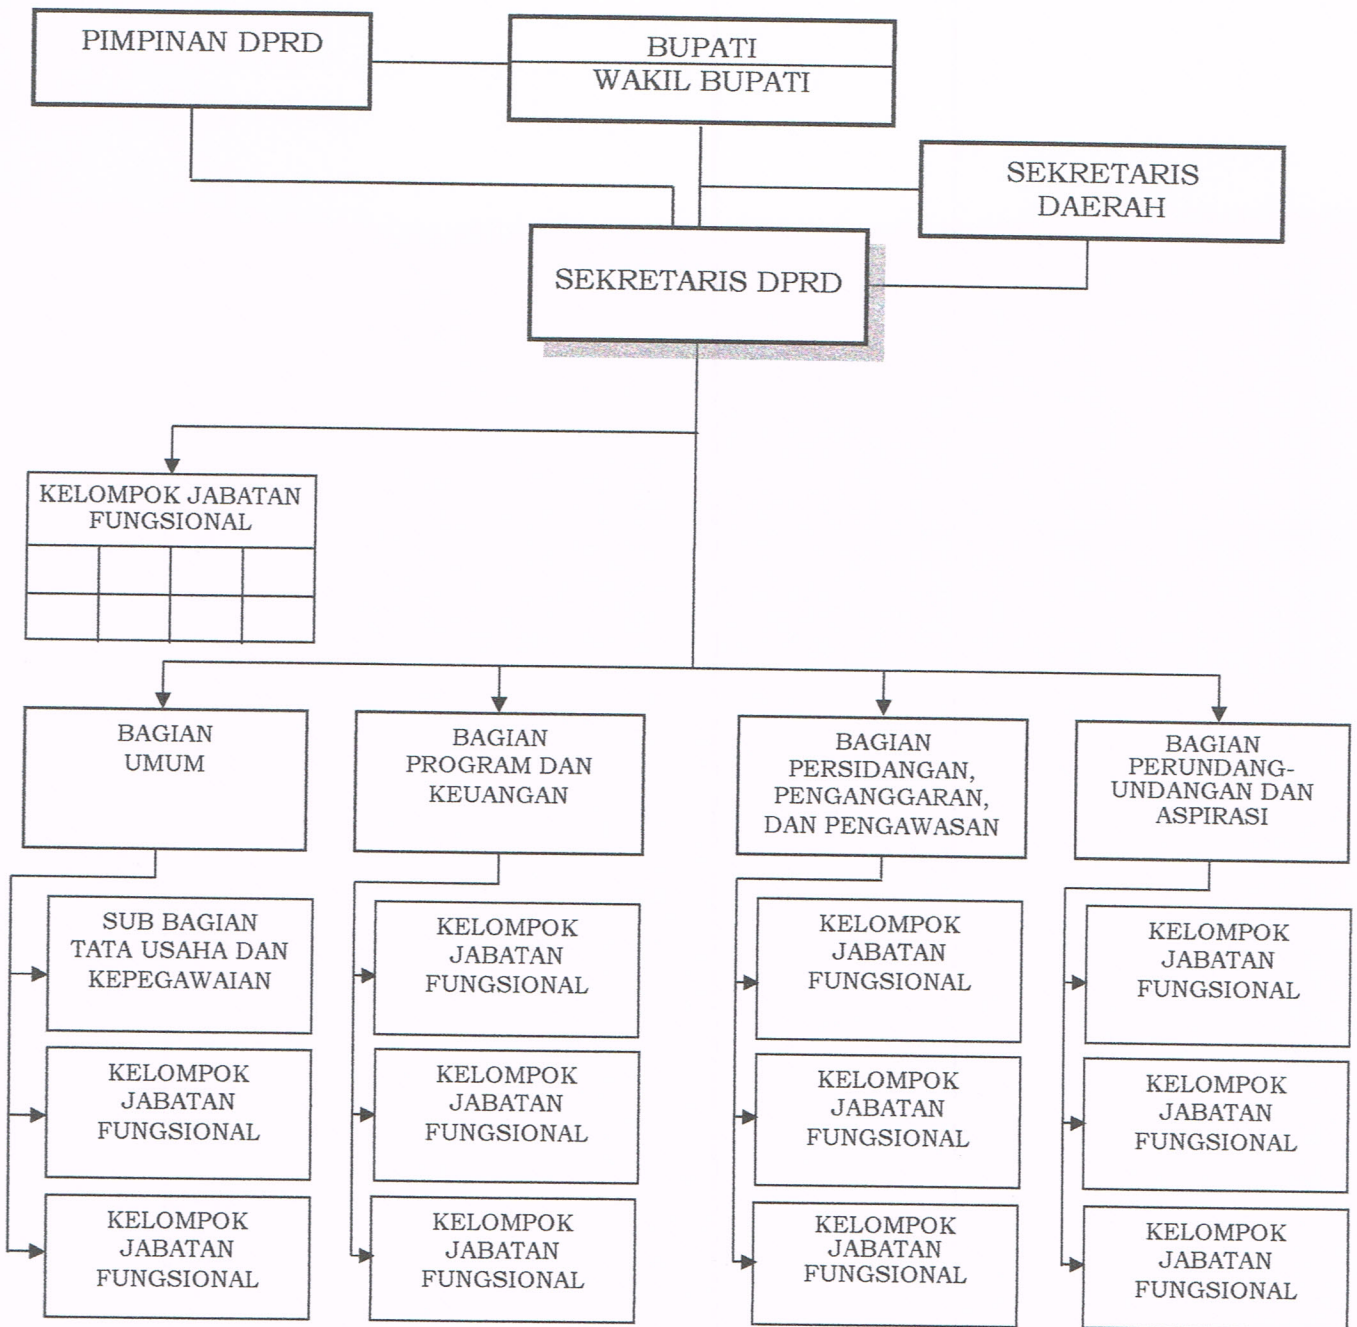 PIMPINAN DPRD
BUPATI
WAKIL BUPATI
SEKRETARIS
DAERAH
SEKRETARIS DPRD
KELOMPOK JABATAN
FUNGSIONAL
BAGIAN
UMUM
BAGIAN
PROGRAM DAN
KEUANGAN
BAGIAN
PERSIDANGAN,
PENGANGGARAN,
DAN PENGAWASAN
BAGIAN
PERUNDANG-
UNDANGAN DAN
ASPIRASI
SUB BAGIAN
TATA USAHA DAN
KEPEGAWAIAN
KELOMPOK
JABATAN
FUNGSIONAL
KELOMPOK
JABATAN
FUNGSIONAL
KELOMPOK
JABATAN
FUNGSIONAL
KELOMPOK
JABATAN
FUNGSIONAL
KELOMPOK
JABATAN
FUNGSIONAL
KELOMPOK
JABATAN
FUNGSIONAL
KELOMPOK
JABATAN
FUNGSIONAL
KELOMPOK
JABATAN
FUNGSIONAL
KELOMPOK
JABATAN
FUNGSIONAL
KELOMPOK
JABATAN
FUNGSIONAL
KELOMPOK
JABATAN
FUNGSIONAL